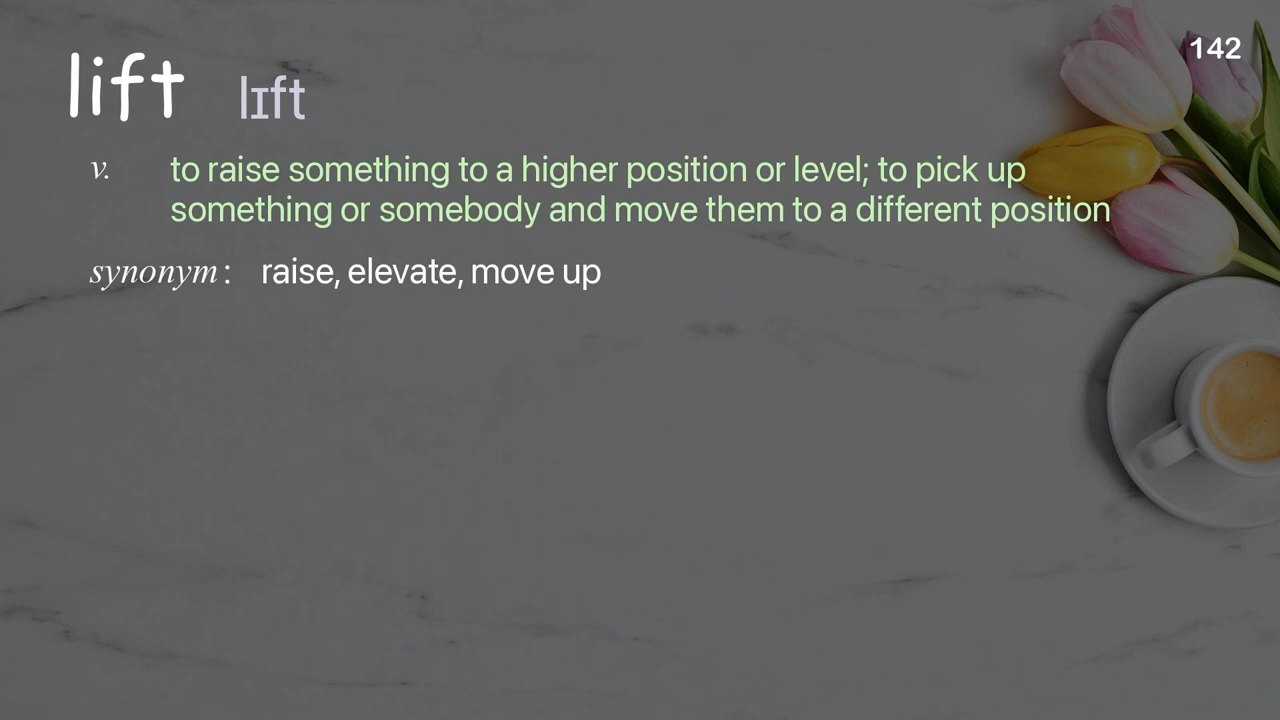 142
lift lɪft
v. to raise something to a higher position or level; to pick up
something or somebody and move them to a different position
synonym : raise, elevate, move up